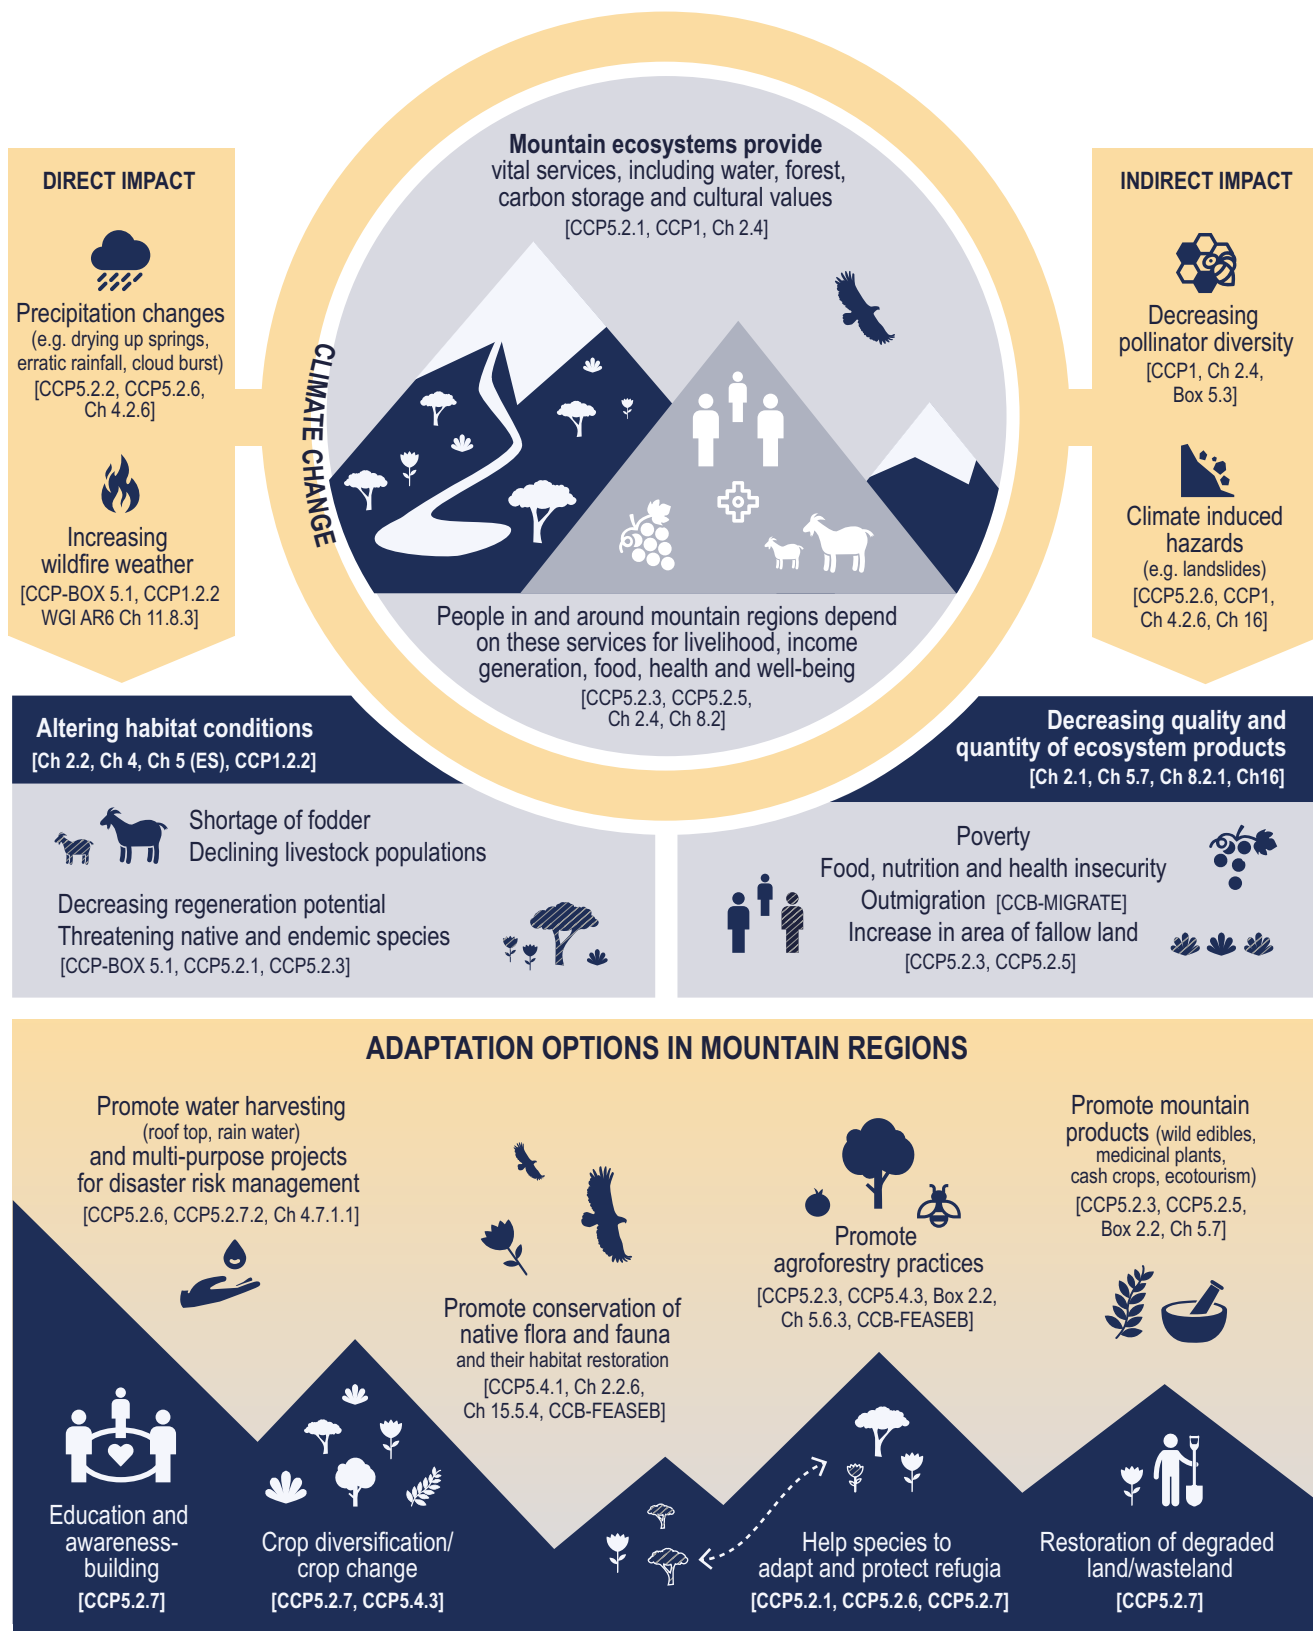 Mountain ecosystems provide
vital services, including water, forest,
carbon storage and cultural values
[CCP5.2.1, CCP1, Ch 2.4]
CLIMATE CHANGE
People in and around mountain regions depend
on these services for livelihood, income
generation, food, health and well-being
[CCP5.2.3, CCP5.2.5,
Ch 2.4, Ch 8.2]
DIRECT IMPACT
Precipitation changes
(e.g. drying up springs,
erratic rainfall, cloud burst)
[CCP5.2.2, CCP5.2.6,
Ch 4.2.6]
Increasing
wildfire weather
[CCP-BOX 5.1, CCP1.2.2
WGI AR6 Ch 11.8.3]
INDIRECT IMPACT
Decreasing
pollinator diversity
[CCP1, Ch 2.4,
Box 5.3]
Climate induced
hazards
(e.g. landslides)
[CCP5.2.6, CCP1,
Ch 4.2.6, Ch 16]
Altering habitat conditions
[Ch 2.2, Ch 4, Ch 5 (ES), CCP1.2.2]
Shortage of fodder
Declining livestock populations
Decreasing regeneration potential
Threatening native and endemic species
[CCP-BOX 5.1, CCP5.2.1, CCP5.2.3]
Decreasing quality and
quantity of ecosystem products
[Ch 2.1, Ch 5.7, Ch 8.2.1, Ch16]
Poverty
Food, nutrition and health insecurity
Outmigration [CCB-MIGRATE]
Increase in area of fallow land
[CCP5.2.3, CCP5.2.5]
ADAPTATION OPTIONS IN MOUNTAIN REGIONS
Promote water harvesting
(roof top, rain water)
and multi-purpose projects
for disaster risk management
[CCP5.2.6, CCP5.2.7.2, Ch 4.7.1.1]
Promote conservation of
native flora and fauna
and their habitat restoration
[CCP5.4.1, Ch 2.2.6,
Ch 15.5.4, CCB-FEASEB]
Promote
agroforestry practices
[CCP5.2.3, CCP5.4.3, Box 2.2,
Ch 5.6.3, CCB-FEASEB]
Promote mountain
products (wild edibles,
medicinal plants,
cash crops, ecotourism)
[CCP5.2.3, CCP5.2.5,
Box 2.2, Ch 5.7]
Education and
awareness-
building
[CCP5.2.7]
Crop diversification/
crop change
[CCP5.2.7, CCP5.4.3]
Help species to
adapt and protect refugia
[CCP5.2.1, CCP5.2.6, CCP5.2.7]
Restoration of degraded
land/wasteland
[CCP5.2.7]